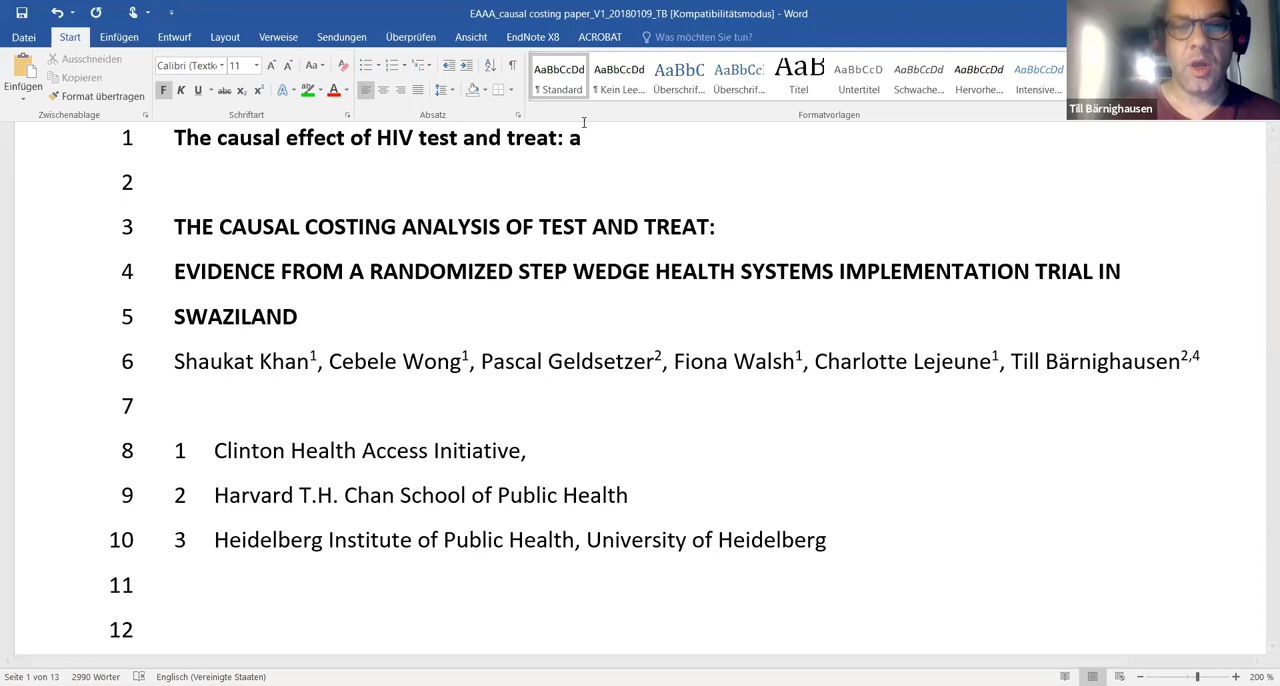 EAAA_causal costing paper_V1_20180109_TB [Kompatibilitätsmodus] - Word
Datei Start Einfügen Entwurf Layout Verweise Sendungen Überprüfen Ansicht EndNote X8 ACROBAT Was möchten Sie tun?
Einfügen
Ausschneiden
Kopieren
Format übertragen
Zwischenablage
Calibri (Textk 11
F K U abc x₂ x²
Schriftart
Absatz
AaBbCcDd AaBbCcDd AaBbC AaBbCc AaB AaBbCcD AaBbCcDd AaBbCcDd AaBbCcDd
¶ Standard ¶ Kein Lee... Überschrif... Überschrif... Titel Untertitel Schwache... Hervorhe... Intensive...
Formatvorlagen
Till Bärnighausen
1 The causal effect of HIV test and treat: a
2
3 THE CAUSAL COSTING ANALYSIS OF TEST AND TREAT:
4 EVIDENCE FROM A RANDOMIZED STEP WEDGE HEALTH SYSTEMS IMPLEMENTATION TRIAL IN
5 SWAZILAND
6 Shaukat Khan¹, Cebele Wong¹, Pascal Geldsetzer², Fiona Walsh¹, Charlotte Lejeune¹, Till Bärnighausen²,⁴
7
8 1 Clinton Health Access Initiative,
9 2 Harvard T.H. Chan School of Public Health
10 3 Heidelberg Institute of Public Health, University of Heidelberg
11
12
Seite 1 von 13 2990 Wörter Englisch (Vereinigte Staaten) 200 %